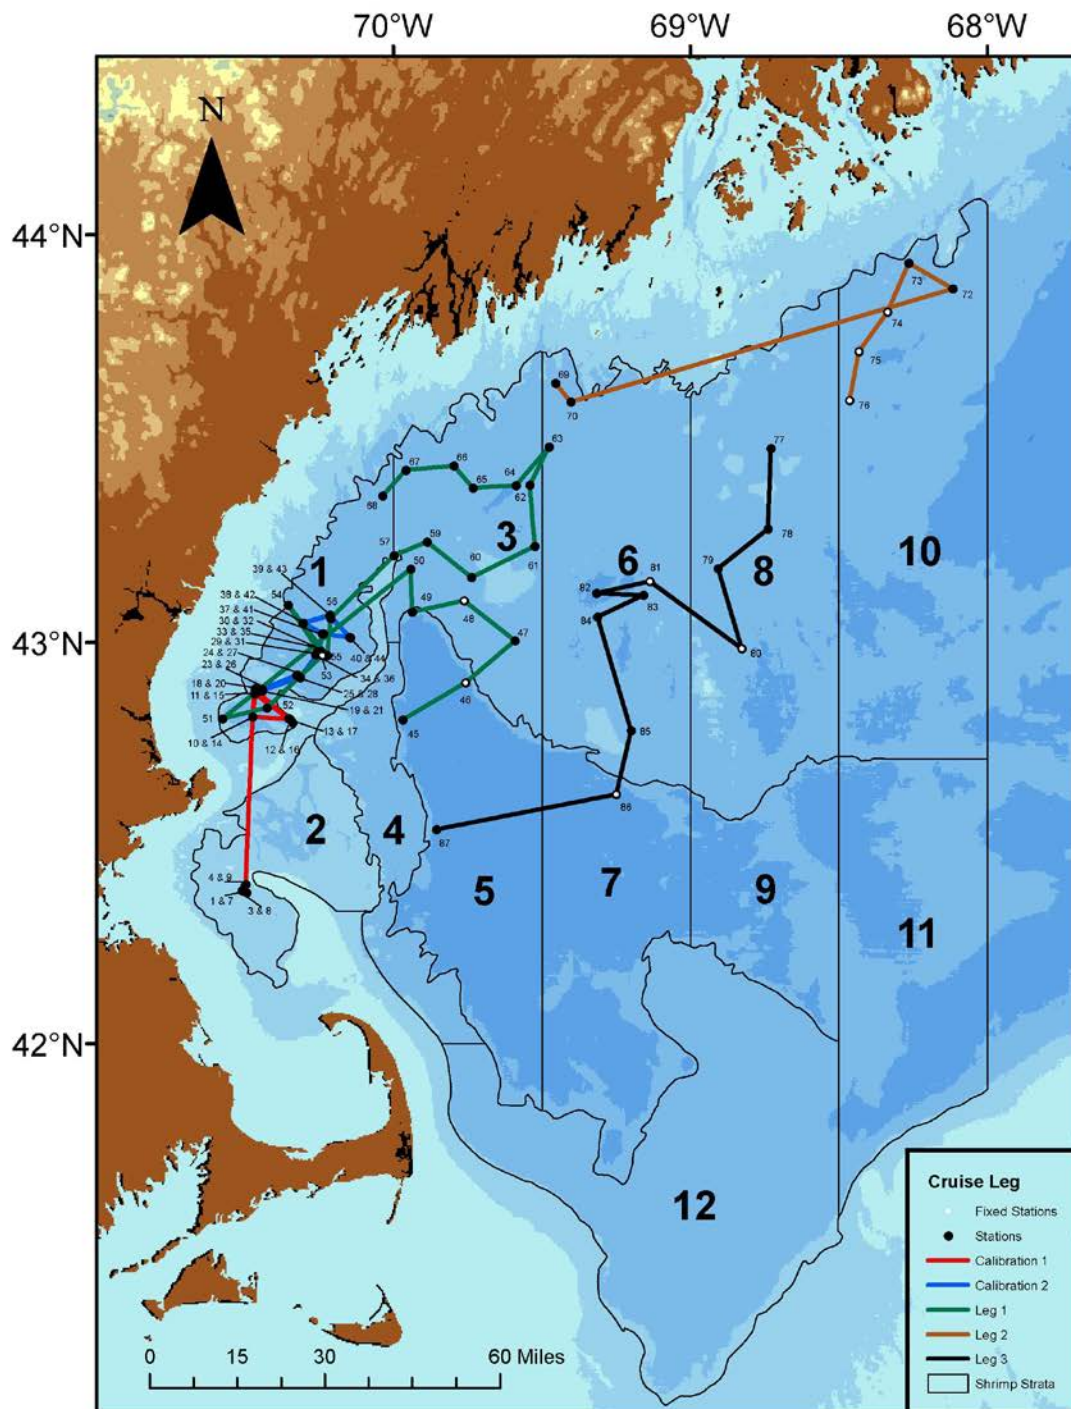 70°W 69°W 68°W
N
44°N
73
72
74
69
75
70
76
63
77
67 66
64
65 62
68
78
59 3
57
60 61 10
50 6 81 79 8
39 & 43 1
82
54 83
38 & 42 56
37 & 41 49 48 84
30 & 32
43°N
33 & 35 47 80
29 & 31 55 40 & 44
24 & 27 53
23 & 26 34 & 36 46
18 & 20 25 & 28
11 & 15 52 19 & 21
51 45
85
10 & 14 13 & 17
12 & 16
86
2 4 87
4 & 9 5 7 9
1 & 7 3 & 8
11
42°N
12
Cruise Leg
Fixed Stations
Stations
Calibration 1
Calibration 2
Leg 1
Leg 2
Leg 3
Shrimp Strata
0 15 30 60 Miles